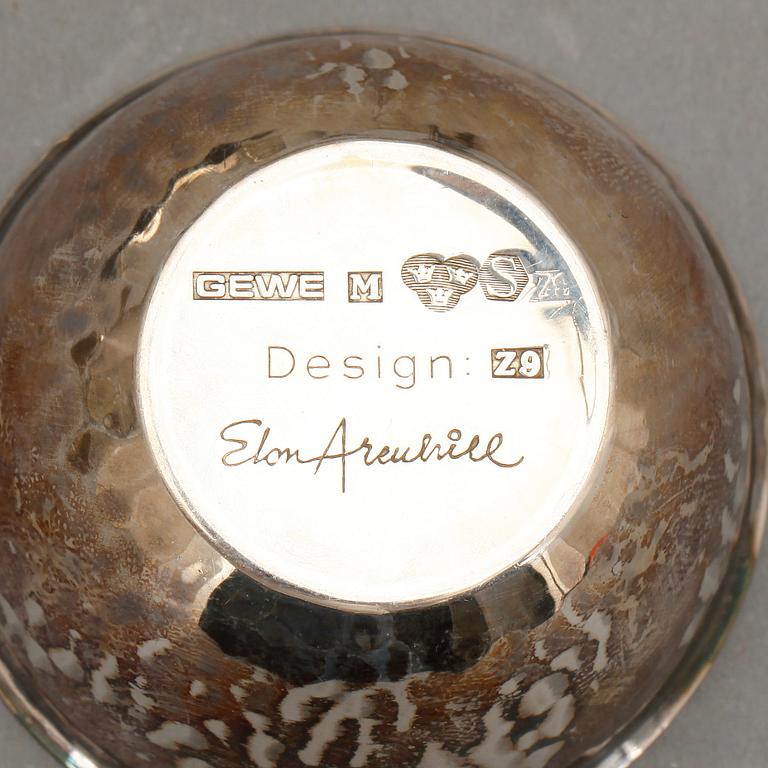 GEWE M S
Design: Z9
Elon Arenhill